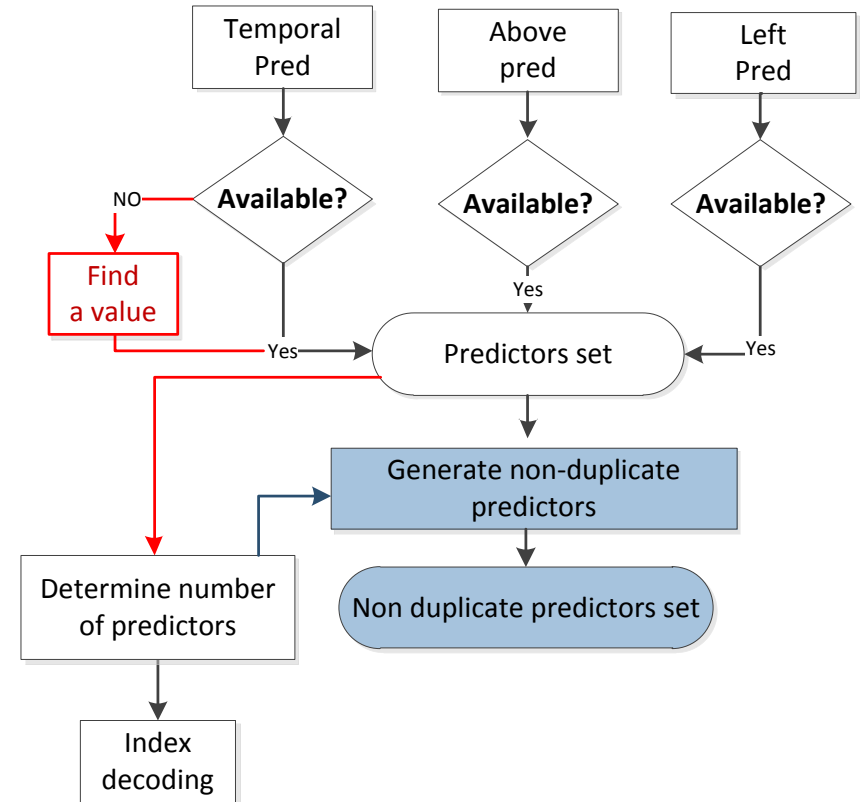 Temporal
Pred
Above
pred
Left
Pred
Available?
Available?
Available?
NO
Find
a value
Yes
Yes
Yes
Predictors set
Generate non-duplicate
predictors
Determine number
of predictors
Non duplicate predictors set
Index
decoding